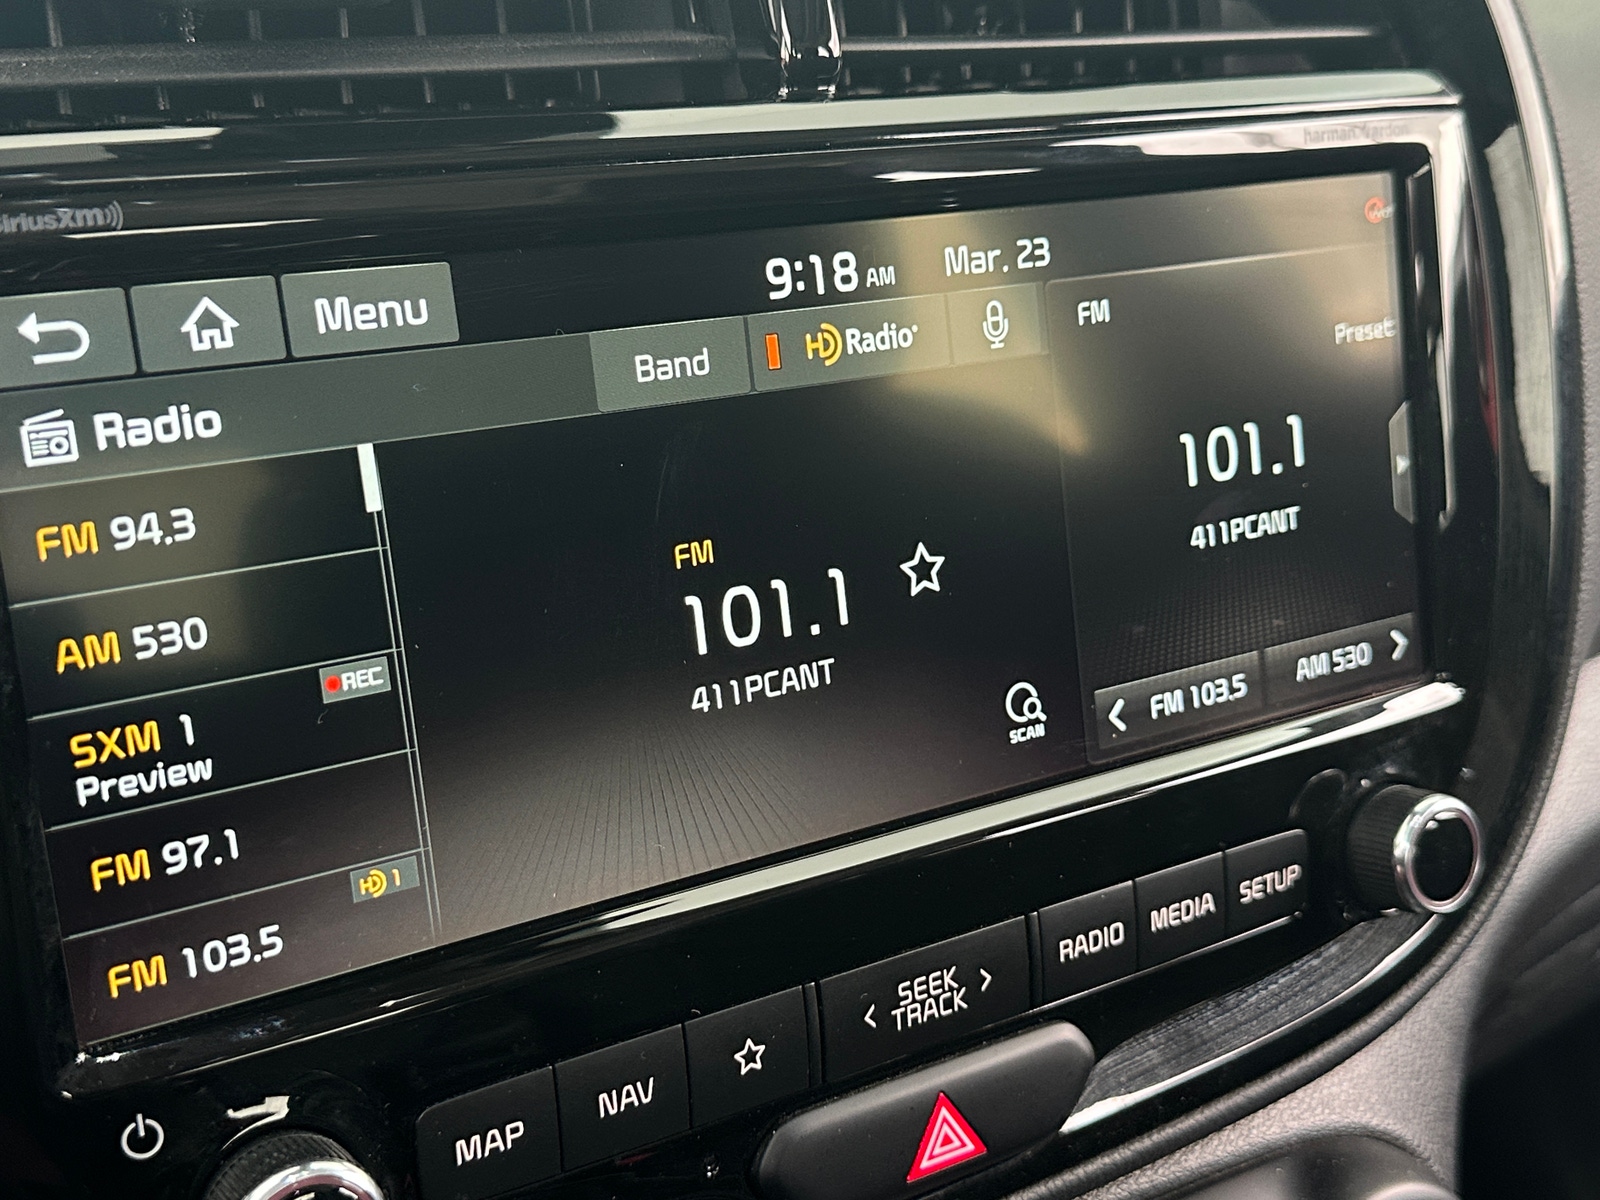 SiriusXM
harman/kardon
9:18 AM
Mar. 23
Menu
Band
HD Radio
FM
Preset
Radio
FM 94.3
AM 530
REC
SXM 1
Preview
FM 97.1
HD 1
FM 103.5
FM
101.1
411PCANT
SCAN
101.1
411PCANT
FM 103.5
AM 530
MAP
NAV
SEEK
TRACK
RADIO
MEDIA
SETUP